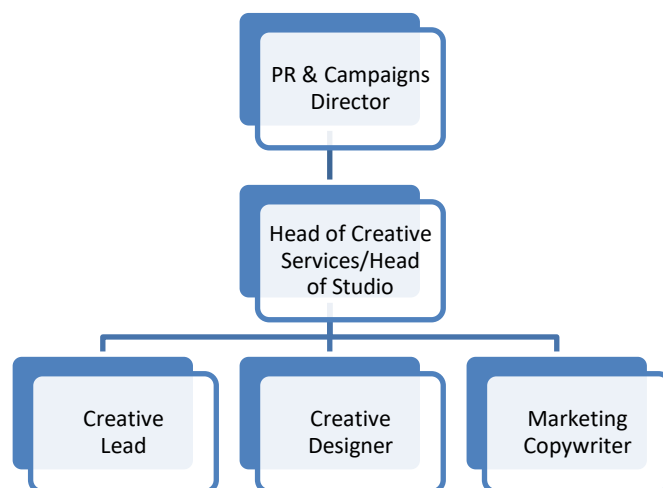 PR & Campaigns
Director
Head of Creative
Services/Head
of Studio
Creative
Lead
Creative
Designer
Marketing
Copywriter